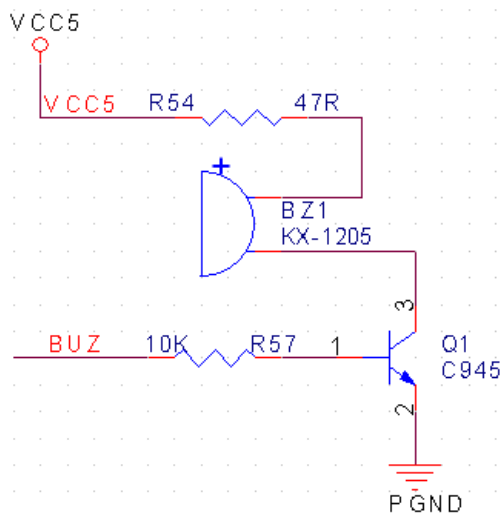 VCC5
VCC5 R54 47R
+
BZ1
KX-1205
3
BUZ 10K R57 1 Q1
C945
2
PGND